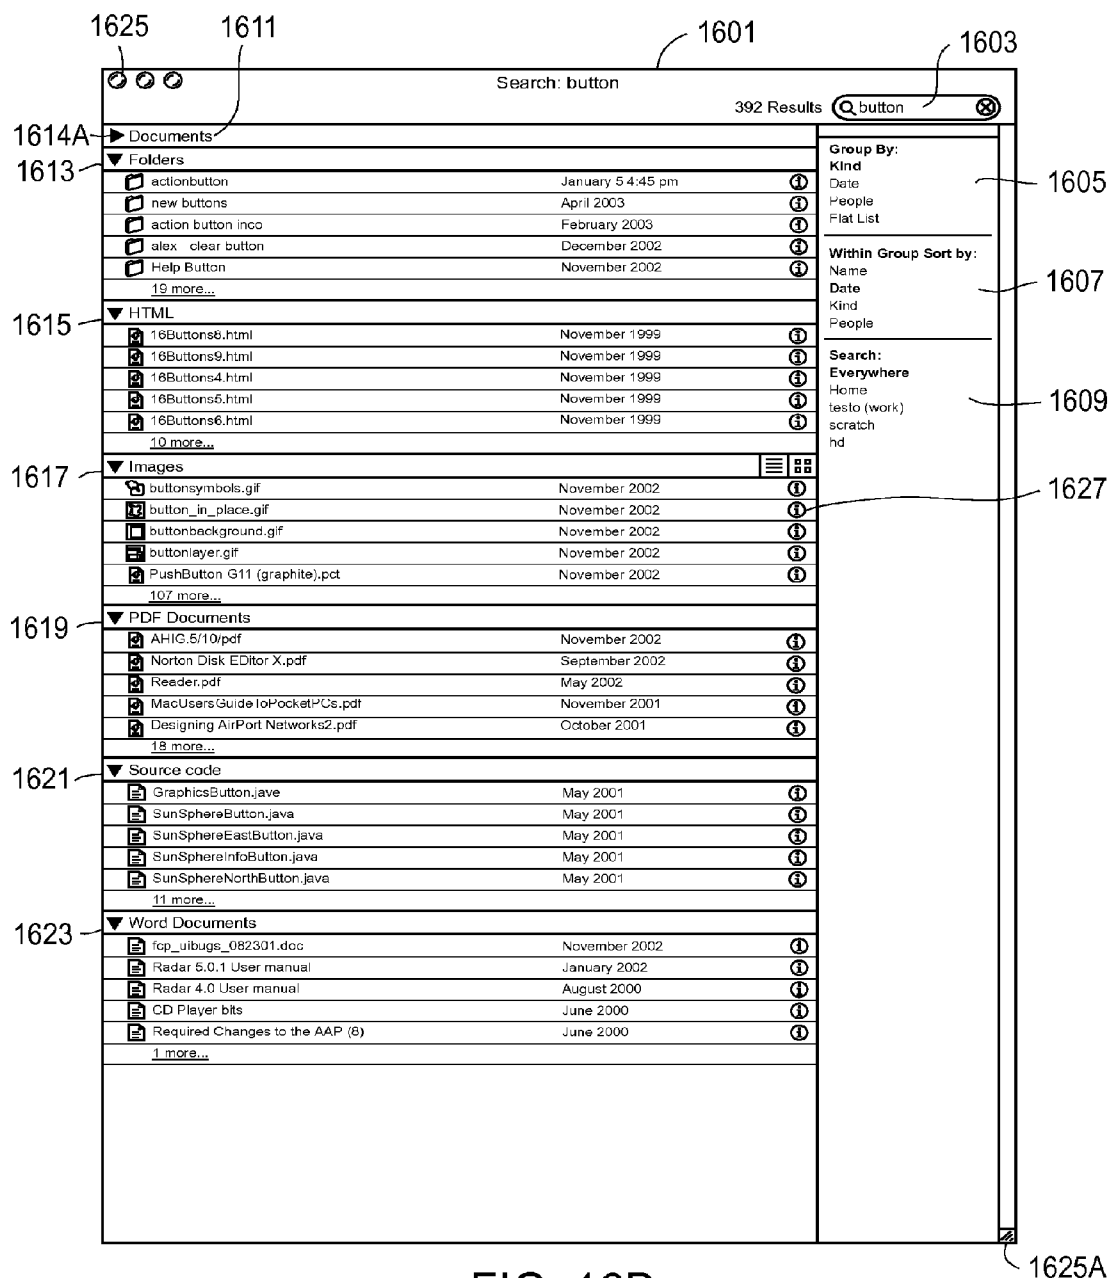 1625 1611 1601 1603
Search: button
392 Results button
1614A Documents
1613 Folders
actionbutton January 5 4:45 pm
new buttons April 2003
action button inco February 2003
alex clear button December 2002
Help Button November 2002
19 more...
1615 HTML
16Buttons8.html November 1999
16Buttons9.html November 1999
16Buttons4.html November 1999
16Buttons5.html November 1999
16Buttons6.html November 1999
10 more...
1617 Images
buttonsymbols.gif November 2002
button_in_place.gif November 2002
buttonbackground.gif November 2002
buttonlayer.gif November 2002
PushButton G11 (graphite).pct November 2002
107 more...
1619 PDF Documents
AHIG.5/10/pdf November 2002
Norton Disk EDitor X.pdf September 2002
Reader.pdf May 2002
MacUsersGuideToPocketPCs.pdf November 2001
Designing AirPort Networks2.pdf October 2001
18 more...
1621 Source code
GraphicsButton.jave May 2001
SunSphereButton.java May 2001
SunSphereEastButton.java May 2001
SunSphereInfoButton.java May 2001
SunSphereNorthButton.java May 2001
11 more...
1623 Word Documents
fcp_uibugs_082301.doc November 2002
Radar 5.0.1 User manual January 2002
Radar 4.0 User manual August 2000
CD Player bits June 2000
Required Changes to the AAP (8) June 2000
1 more...
Group By:
Kind
Date
People
Flat List
1605
Within Group Sort by:
Name
Date
Kind
People
1607
Search:
Everywhere
Home
testo (work)
scratch
hd
1609
1627
1625A